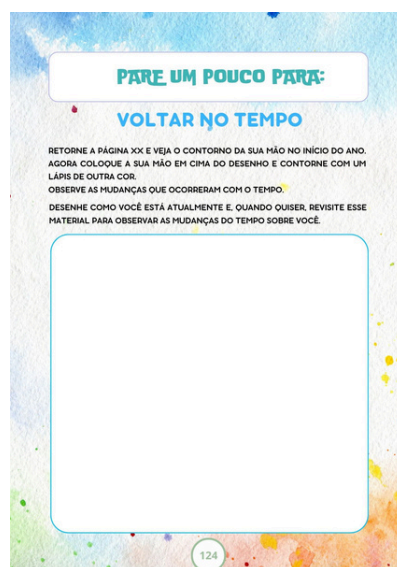 PARE UM POUCO PARA:
VOLTAR NO TEMPO
RETORNE A PÁGINA XX E VEJA O CONTORNO DA SUA MÃO NO INÍCIO DO ANO.
AGORA COLOQUE A SUA MÃO EM CIMA DO DESENHO E CONTORNE COM UM
LÁPIS DE OUTRA COR.
OBSERVE AS MUDANÇAS QUE OCORRERAM COM O TEMPO.
DESENHE COMO VOCÊ ESTÁ ATUALMENTE E, QUANDO QUISER, REVISITE ESSE
MATERIAL PARA OBSERVAR AS MUDANÇAS DO TEMPO SOBRE VOCÊ.
124